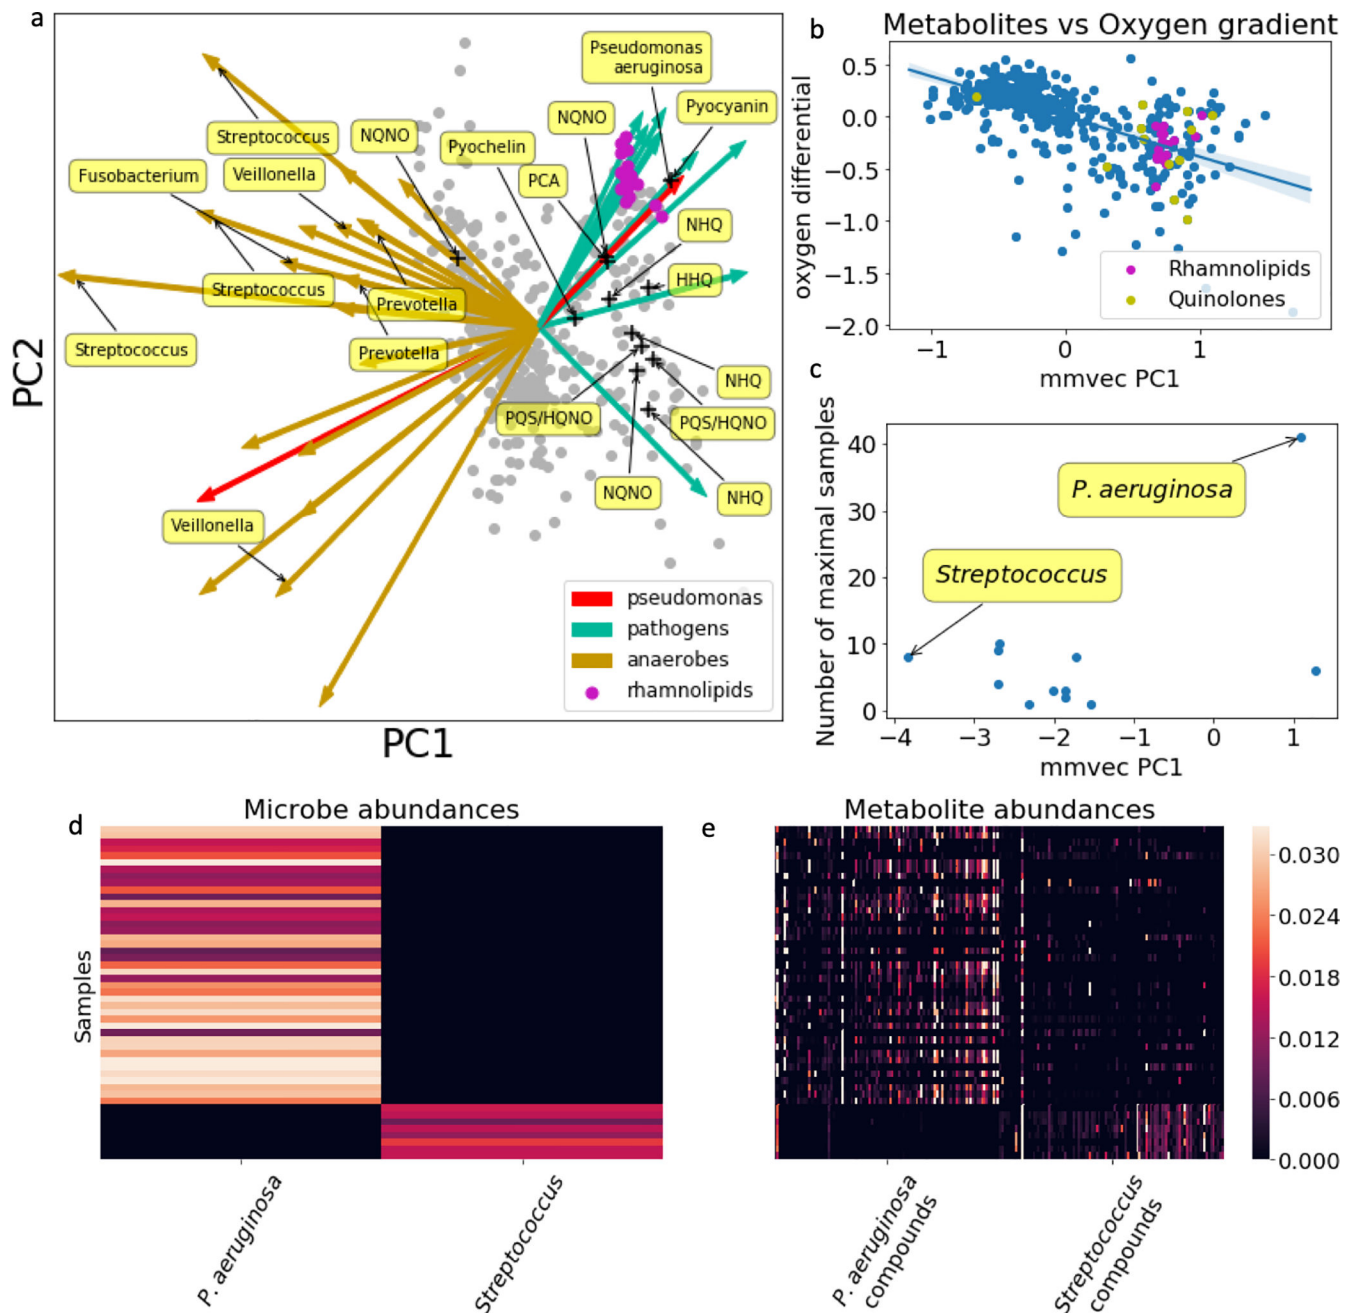 a
Pseudomonas
aeruginosa
Pyocyanin
NQNO
NQNO
Streptococcus
Pyochelin
Veillonella
Fusobacterium
PCA
NHQ
HHQ
Streptococcus
Prevotella
Streptococcus
Prevotella
NHQ
PQS/HQNO
PQS/HQNO
NQNO
NHQ
Veillonella
pseudomonas
pathogens
anaerobes
rhamnolipids
PC2
PC1
b
Metabolites vs Oxygen gradient
oxygen differential
0.5
0.0
−0.5
−1.0
−1.5
−2.0
Rhamnolipids
Quinolones
−1
0
1
mmvec PC1
c
Number of maximal samples
40
30
20
10
0
P. aeruginosa
Streptococcus
−4
−3
−2
−1
0
1
mmvec PC1
d
Microbe abundances
Samples
P. aeruginosa
Streptococcus
e
Metabolite abundances
0.030
0.024
0.018
0.012
0.006
0.000
P. aeruginosa
compounds
Streptococcus
compounds